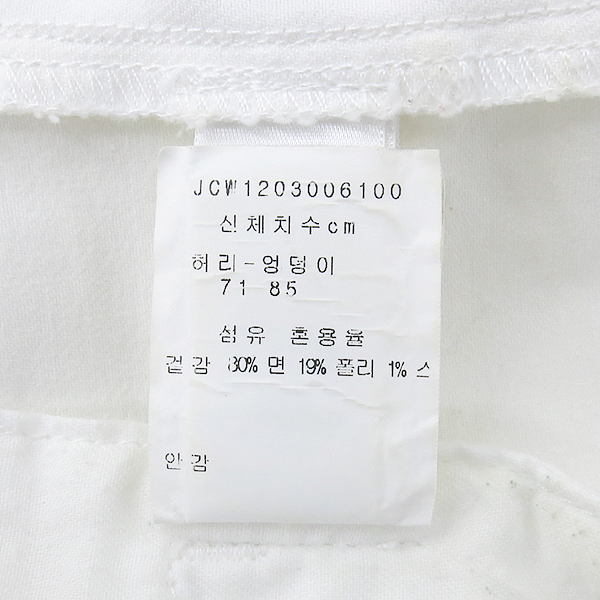 JCW1203006100
신체치수cm
허리-엉덩이
71 85
섬유 혼용율
겉감 80% 면 19% 폴리 1% 스
안감